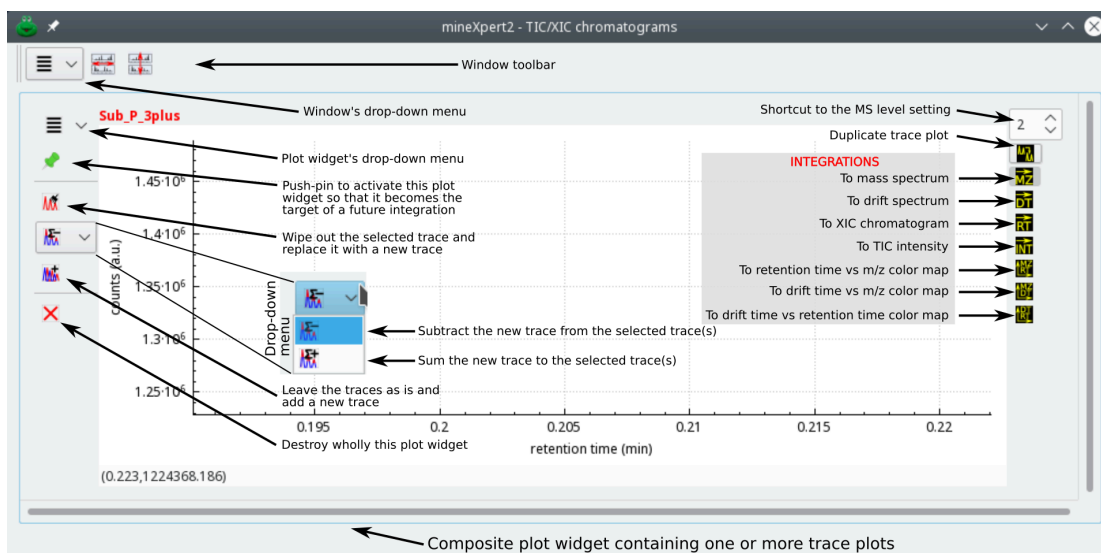 mineXpert2 - TIC/XIC chromatograms
Window toolbar
Window's drop-down menu
Shortcut to the MS level setting
2
Sub_P_3plus
Duplicate trace plot
Plot widget's drop-down menu
INTEGRATIONS
To mass spectrum
MZ
Push-pin to activate this plot
widget so that it becomes the
target of a future integration
To drift spectrum
DT
To XIC chromatogram
RT
Wipe out the selected trace and
replace it with a new trace
To TIC intensity
INT
To retention time vs m/z color map
To drift time vs m/z color map
To drift time vs retention time color map
1.45·10⁶
1.4·10⁶
1.35·10⁶
1.3·10⁶
1.25·10⁶
counts (a.u.)
Drop-down
menu
Subtract the new trace from the selected trace(s)
Sum the new trace to the selected trace(s)
Leave the traces as is and
add a new trace
Destroy wholly this plot widget
0.195 0.2 0.205 0.21 0.215 0.22
retention time (min)
(0.223,1224368.186)
Composite plot widget containing one or more trace plots